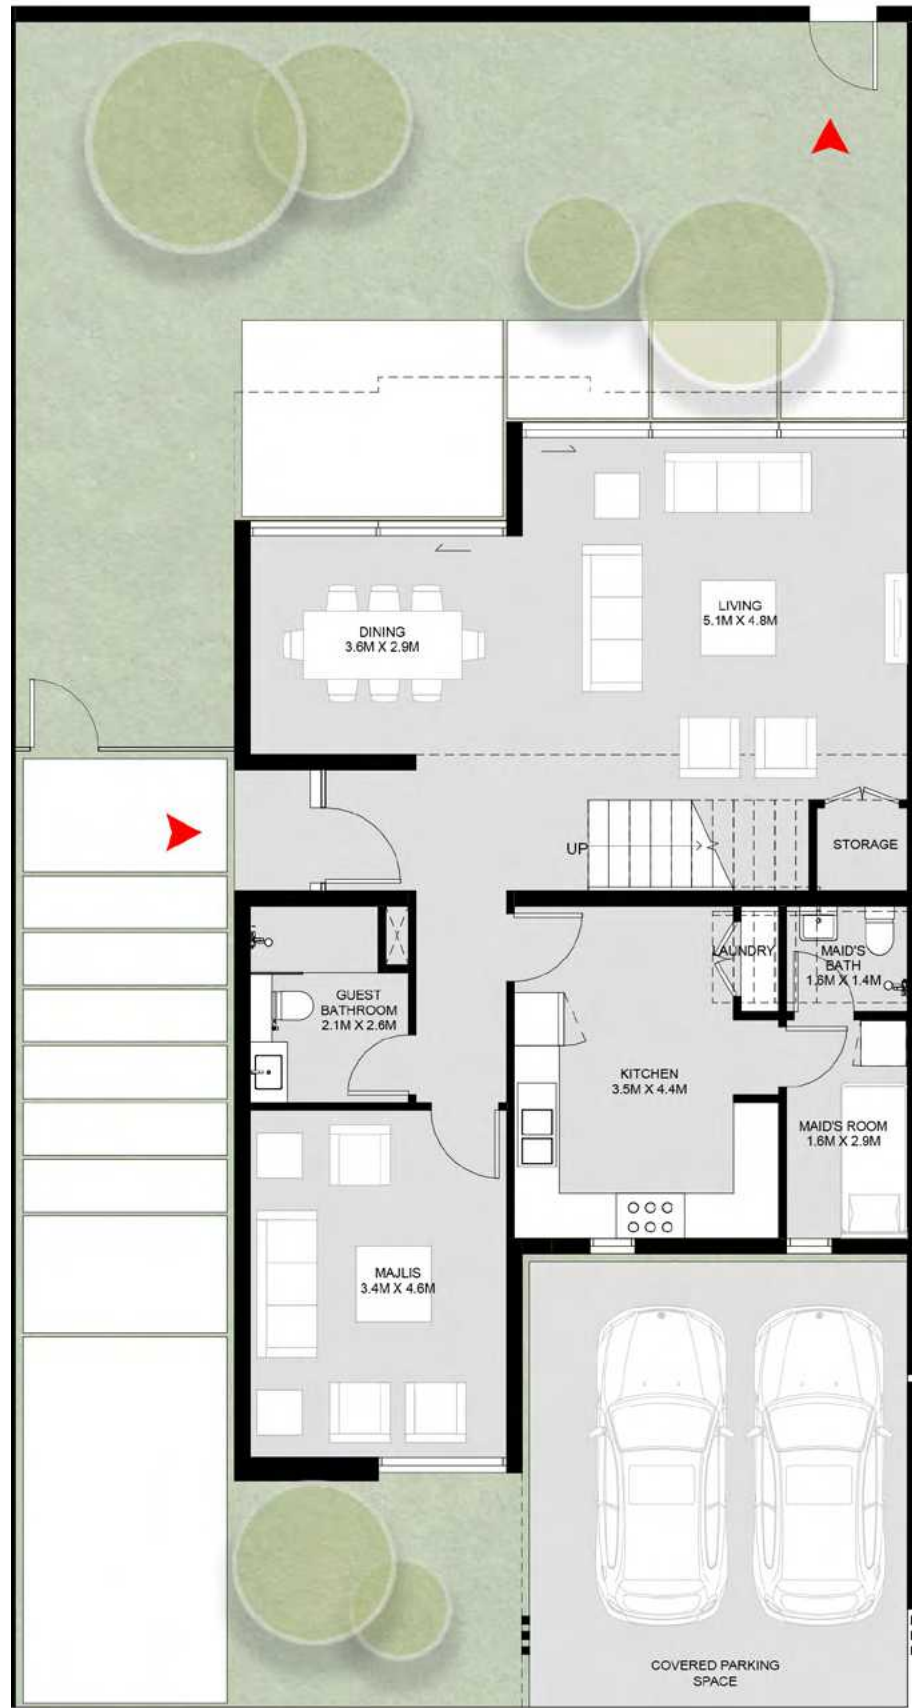 LIVING
5.1M X 4.8M
DINING
3.6M X 2.9M
UP
STORAGE
LAUNDRY
MAID'S
BATH
1.6M X 1.4M
GUEST
BATHROOM
2.1M X 2.6M
KITCHEN
3.5M X 4.4M
MAID'S ROOM
1.6M X 2.9M
MAJLIS
3.4M X 4.6M
COVERED PARKING
SPACE